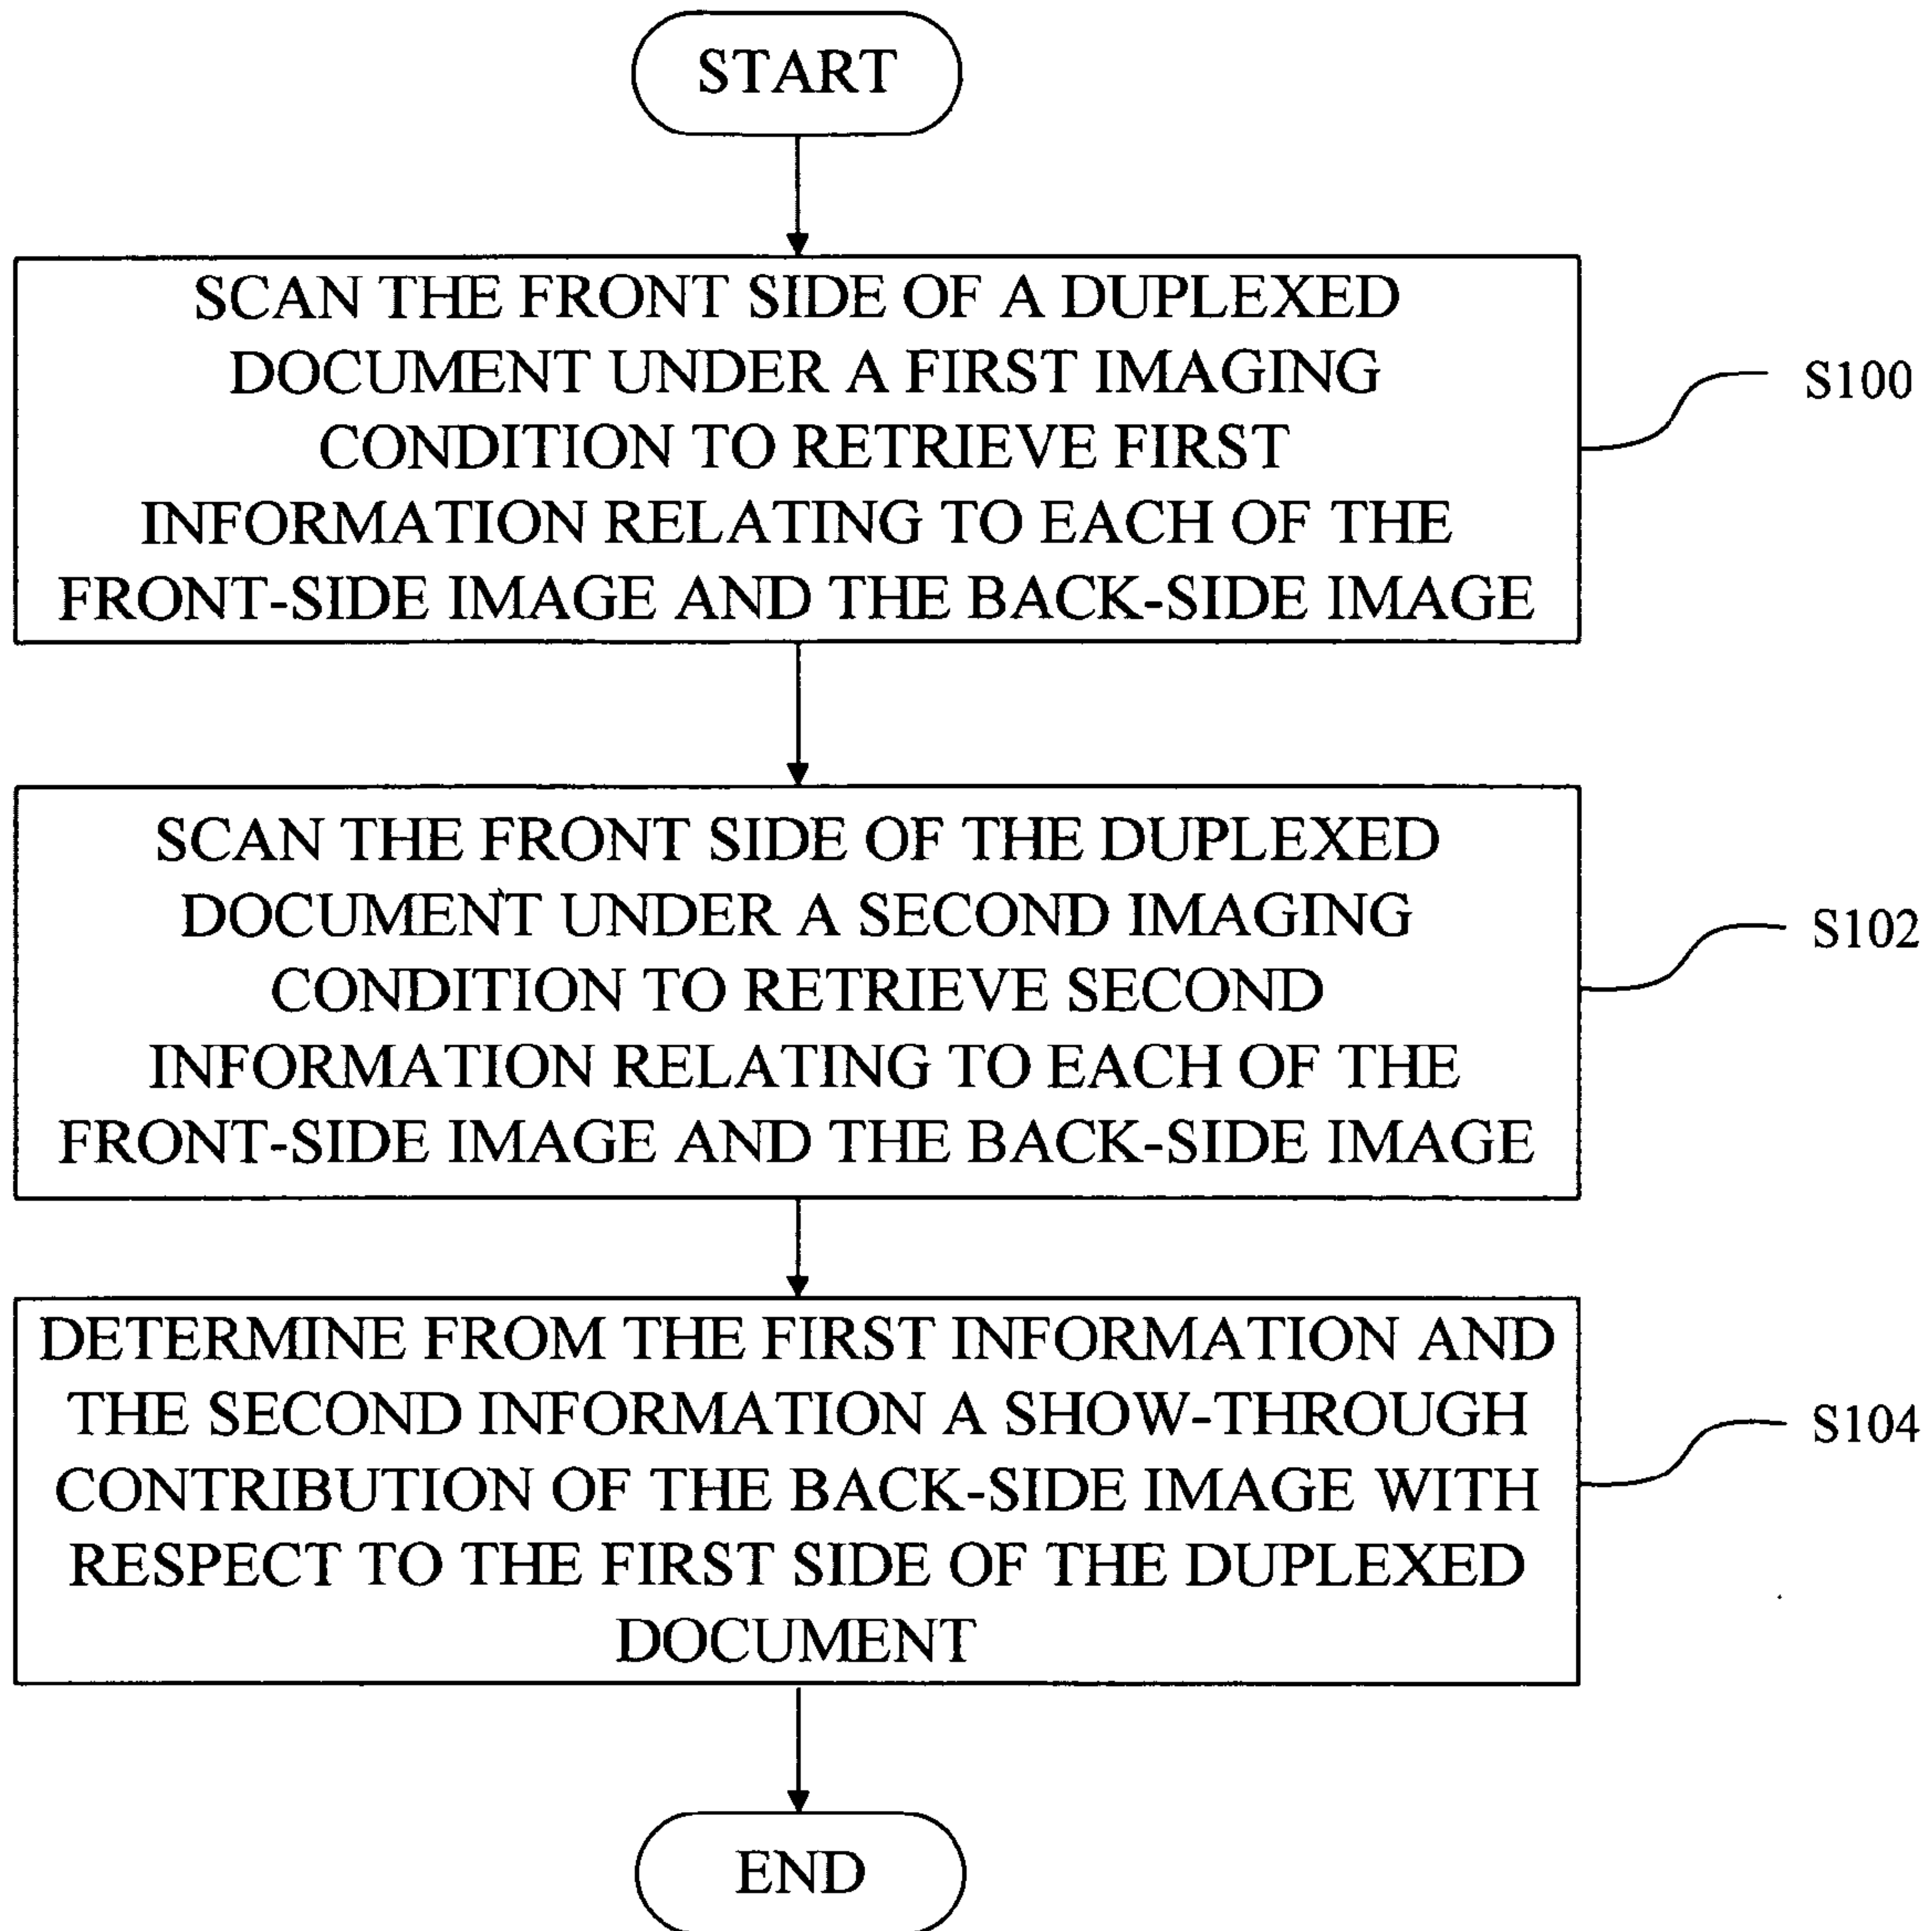 START
SCAN THE FRONT SIDE OF A DUPLEXED
DOCUMENT UNDER A FIRST IMAGING
CONDITION TO RETRIEVE FIRST
INFORMATION RELATING TO EACH OF THE
FRONT-SIDE IMAGE AND THE BACK-SIDE IMAGE
S100
SCAN THE FRONT SIDE OF THE DUPLEXED
DOCUMENT UNDER A SECOND IMAGING
CONDITION TO RETRIEVE SECOND
INFORMATION RELATING TO EACH OF THE
FRONT-SIDE IMAGE AND THE BACK-SIDE IMAGE
S102
DETERMINE FROM THE FIRST INFORMATION AND
THE SECOND INFORMATION A SHOW-THROUGH
CONTRIBUTION OF THE BACK-SIDE IMAGE WITH
RESPECT TO THE FIRST SIDE OF THE DUPLEXED
DOCUMENT
S104
END